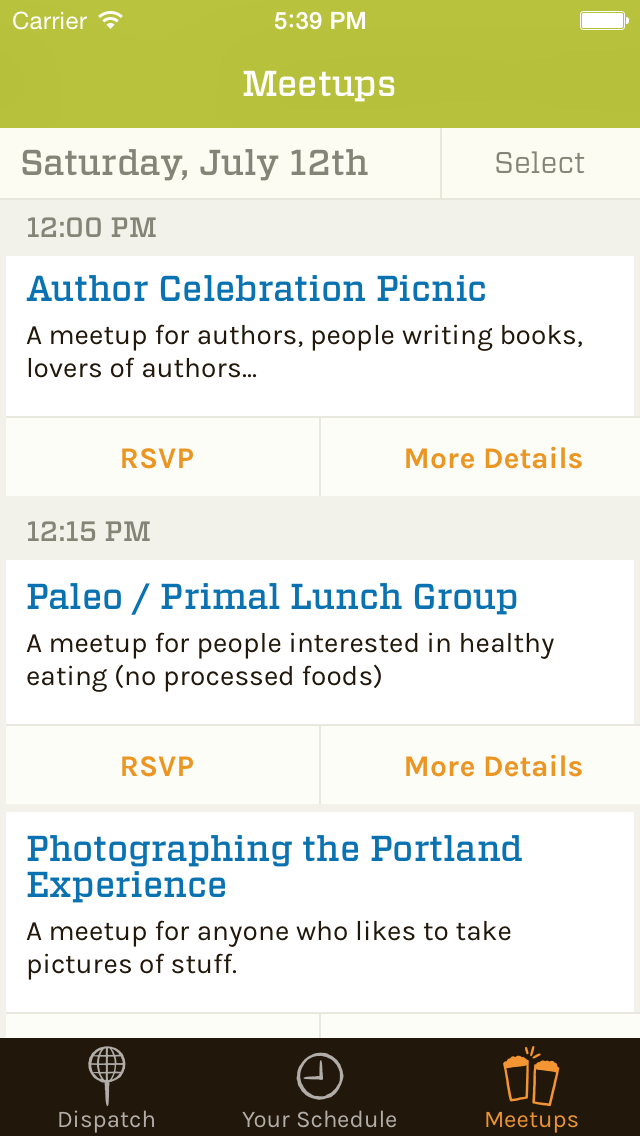 Carrier 5:39 PM
Meetups
Saturday, July 12th Select
12:00 PM
Author Celebration Picnic
A meetup for authors, people writing books,
lovers of authors...
RSVP More Details
12:15 PM
Paleo / Primal Lunch Group
A meetup for people interested in healthy
eating (no processed foods)
RSVP More Details
Photographing the Portland
Experience
A meetup for anyone who likes to take
pictures of stuff.
Dispatch Your Schedule Meetups